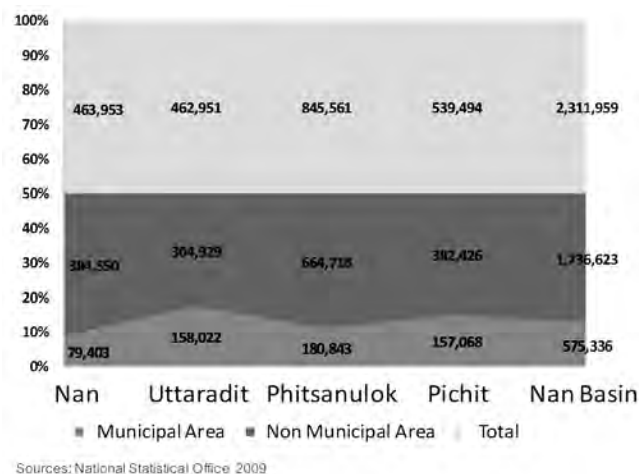 100%
90%
80%
463,953 462,951 845,561 539,494 2,311,959
70%
60%
50%
40%
384,550 304,929 664,718 382,426 1,736,623
30%
20%
10%
79,403 158,022 180,843 157,068 575,336
0%
Nan Uttaradit Phitsanulok Pichit Nan Basin
Municipal Area Non Municipal Area Total
Sources: National Statistical Office 2009